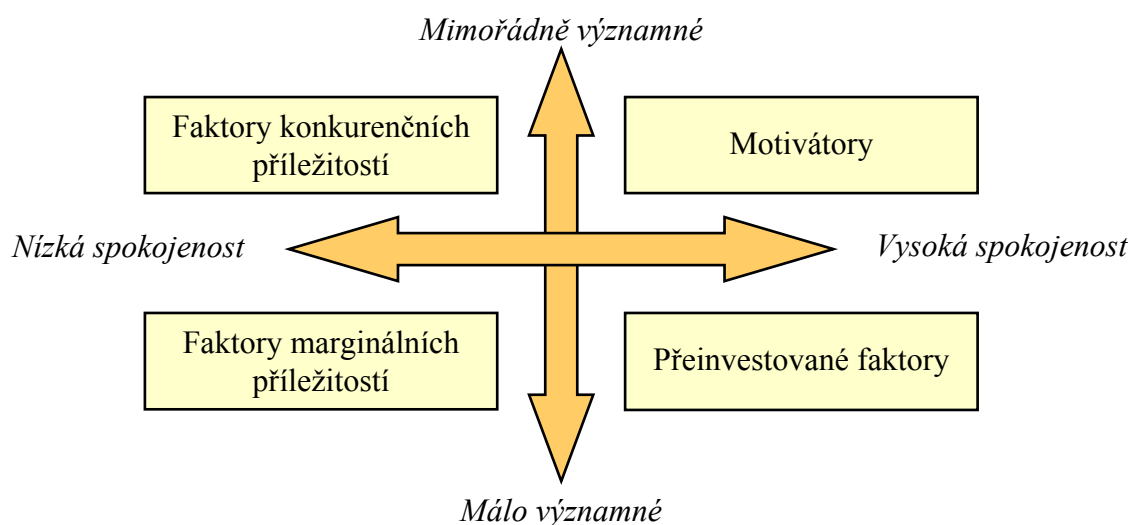 Mimořádně významné
Faktory konkurenčních
příležitostí
Motivátory
Nízká spokojenost
Vysoká spokojenost
Faktory marginálních
příležitostí
Přeinvestované faktory
Málo významné